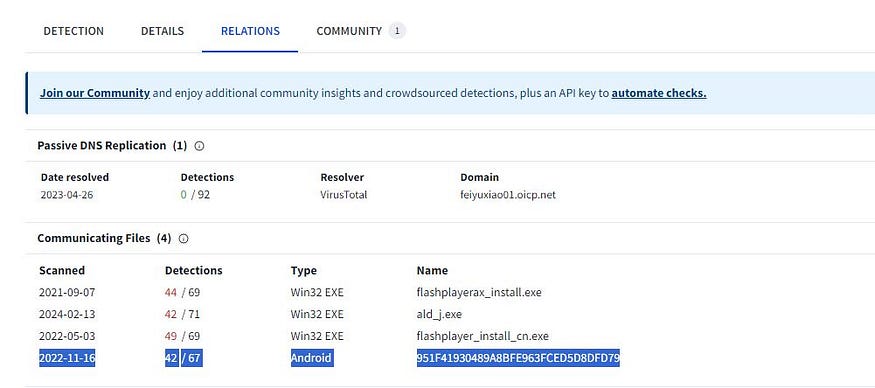 DETECTION DETAILS RELATIONS COMMUNITY 1
Join our Community and enjoy additional community insights and crowdsourced detections, plus an API key to automate checks.
Passive DNS Replication (1)
Date resolved Detections Resolver Domain
2023-04-26 0 / 92 VirusTotal feiyuxiao01.oicp.net
Communicating Files (4)
Scanned Detections Type Name
2021-09-07 44 / 69 Win32 EXE flashplayerax_install.exe
2024-02-13 42 / 71 Win32 EXE ald_j.exe
2022-05-03 49 / 69 Win32 EXE flashplayer_install_cn.exe
2022-11-16 42 / 67 Android 951F41930489A8BFE963FCED5D8DFD79